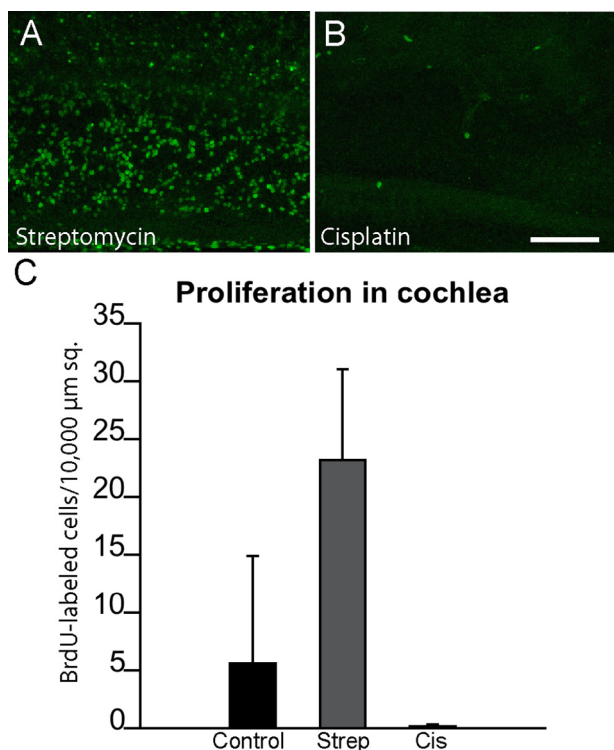 A
B
Streptomycin
Cisplatin
C
Proliferation in cochlea
BrdU-labeled cells/10,000 µm sq.
35
30
25
20
15
10
5
0
Control Strep Cis